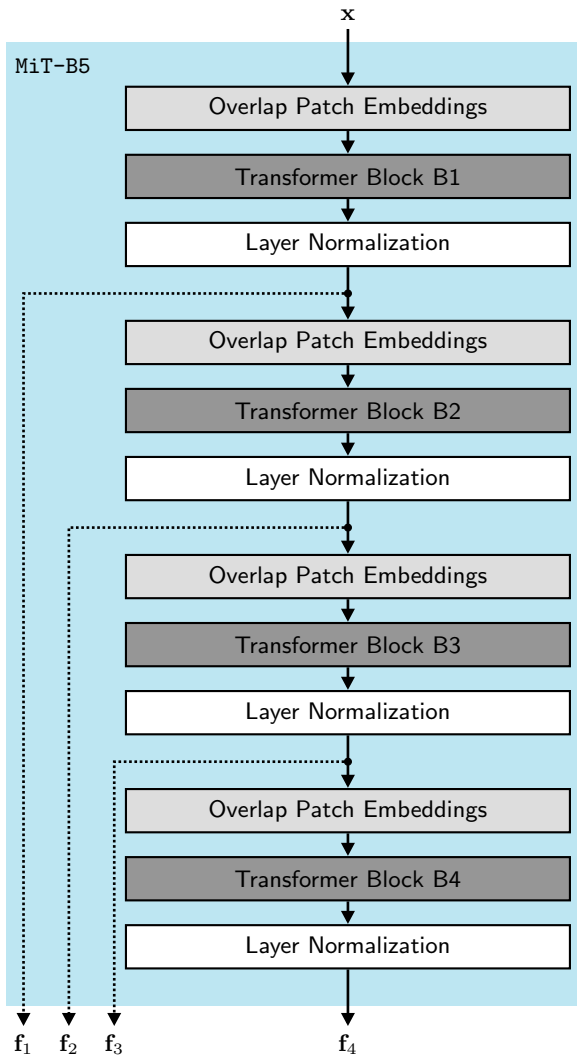 x
MiT-B5
Overlap Patch Embeddings
Transformer Block B1
Layer Normalization
Overlap Patch Embeddings
Transformer Block B2
Layer Normalization
Overlap Patch Embeddings
Transformer Block B3
Layer Normalization
Overlap Patch Embeddings
Transformer Block B4
Layer Normalization
f₁ f₂ f₃ f₄